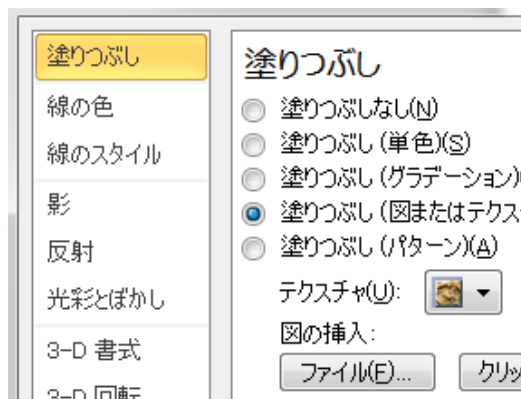 塗りつぶし
線の色
線のスタイル
影
反射
光彩とぼかし
3-D 書式
3-D 回転
塗りつぶし
塗りつぶしなし(N)
塗りつぶし (単色)(S)
塗りつぶし (グラデーション)(
塗りつぶし (図またはテクス
塗りつぶし (パターン)(A)
テクスチャ(U):
図の挿入:
ファイル(F)...
クリッ